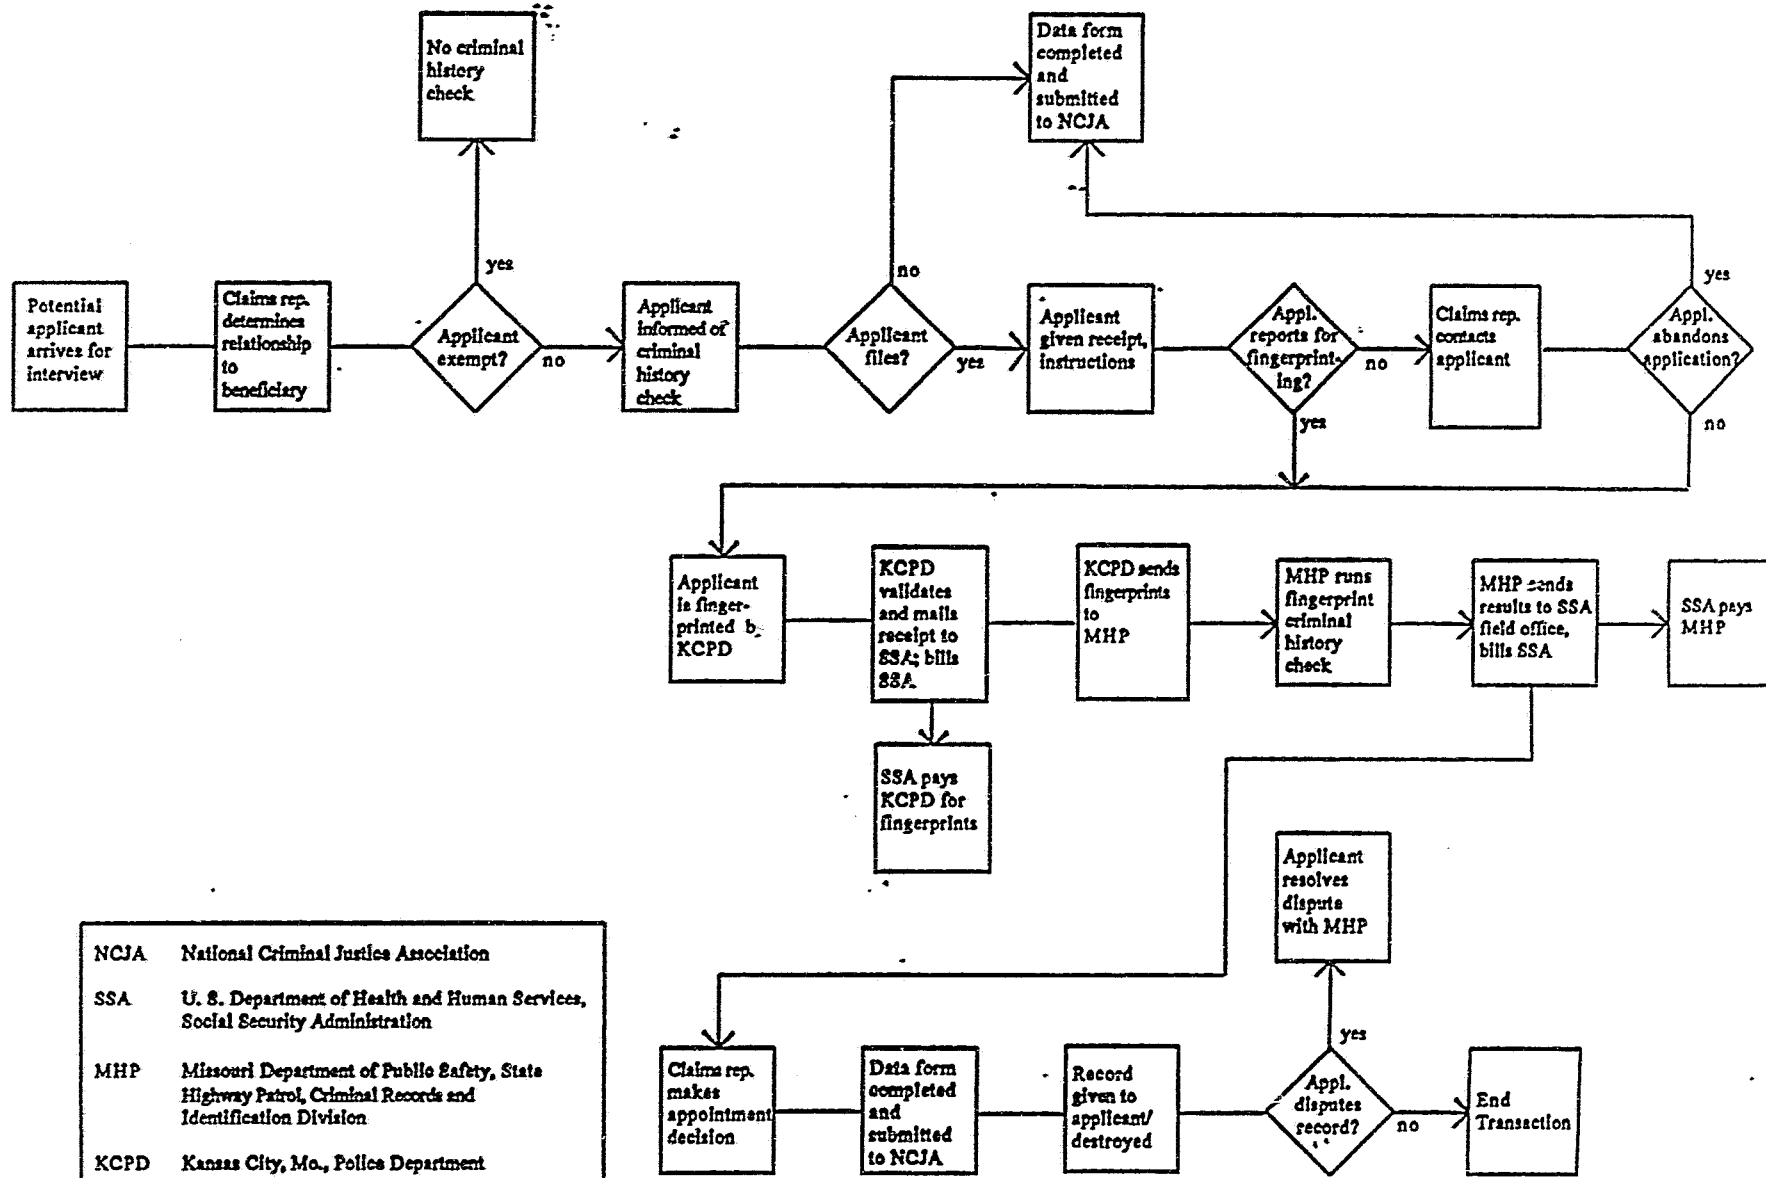 No criminal
history
check
Data form
completed
and
submitted
to NCJA
yes
no
yes
Potential
applicant
arrives for
interview
Claims rep.
determines
relationship
to
beneficiary
Applicant
exempt?
no
Applicant
informed of
criminal
history
check
Applicant
files?
yes
Applicant
given receipt,
instructions
Appl.
reports for
fingerprint-
ing?
no
yes
Claims rep.
contacts
applicant
Appl.
abandons
application?
no
Applicant
is finger-
printed b
KCPD
KCPD
validates
and mails
receipt to
SSA; bills
SSA
KCPD sends
fingerprints
to
MHP
MHP runs
fingerprint
criminal
history
check
MHP sends
results to SSA
field office,
bills SSA
SSA pays
MHP
SSA pays
KCPD for
fingerprints
Applicant
resolves
dispute
with MHP
yes
NCJA National Criminal Justice Association
SSA U. S. Department of Health and Human Services,
Social Security Administration
MHP Missouri Department of Public Safety, State
Highway Patrol, Criminal Records and
Identification Division
KCPD Kansas City, Mo., Police Department
Claims rep.
makes
appointment
decision
Data form
completed
and
submitted
to NCJA
Record
given to
applicant/
destroyed
Appl.
disputes
record?
no
End
Transaction